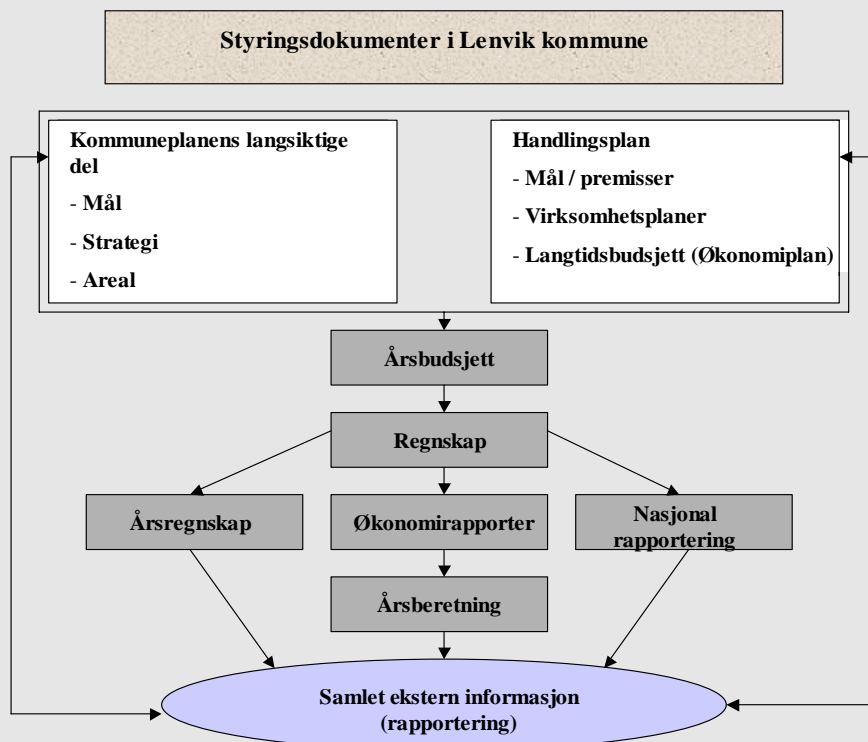 Styringsdokumenter i Lenvik kommune
Kommuneplanens langsiktige
del
- Mål
- Strategi
- Areal
Handlingsplan
- Mål / premisser
- Virksomhetsplaner
- Langtidsbudsjett (Økonomiplan)
Årsbudsjett
Regnskap
Årsregnskap
Økonomirapporter
Nasjonal
rapportering
Årsberetning
Samlet ekstern informasjon
(rapportering)